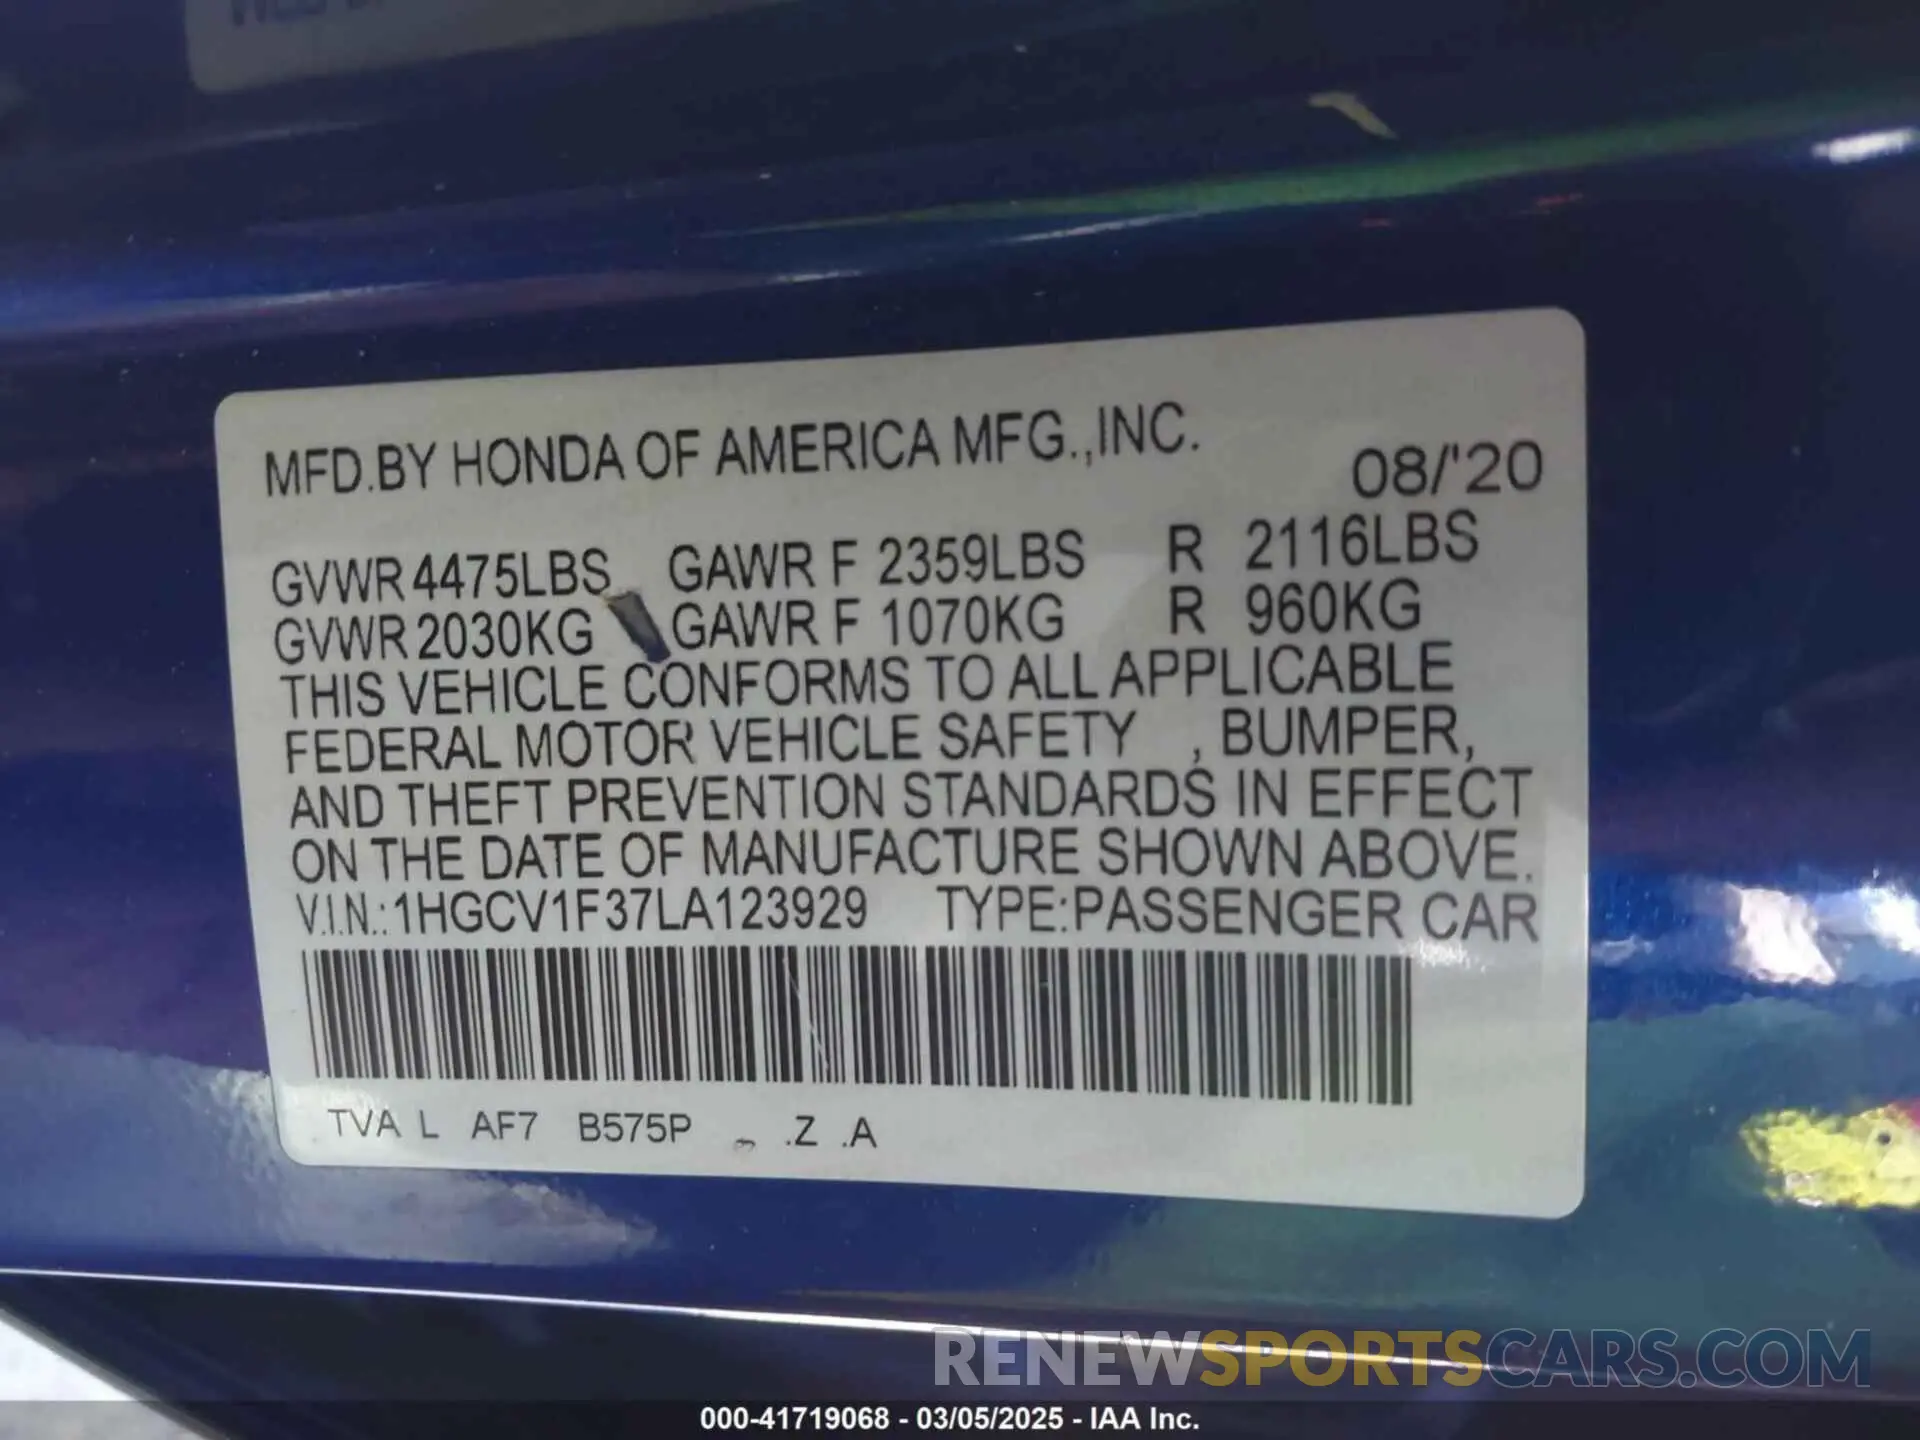 MFD.BY HONDA OF AMERICA MFG.,INC.
08/'20
GVWR 4475LBS GAWR F 2359LBS R 2116LBS
GVWR 2030KG GAWR F 1070KG R 960KG
THIS VEHICLE CONFORMS TO ALL APPLICABLE
FEDERAL MOTOR VEHICLE SAFETY , BUMPER,
AND THEFT PREVENTION STANDARDS IN EFFECT
ON THE DATE OF MANUFACTURE SHOWN ABOVE.
V.I.N.: 1HGCV1F37LA123929 TYPE:PASSENGER CAR
TVA L AF7 B575P .Z .A
RENEWSPORTSCARS.COM
000-41719068 - 03/05/2025 - IAA Inc.